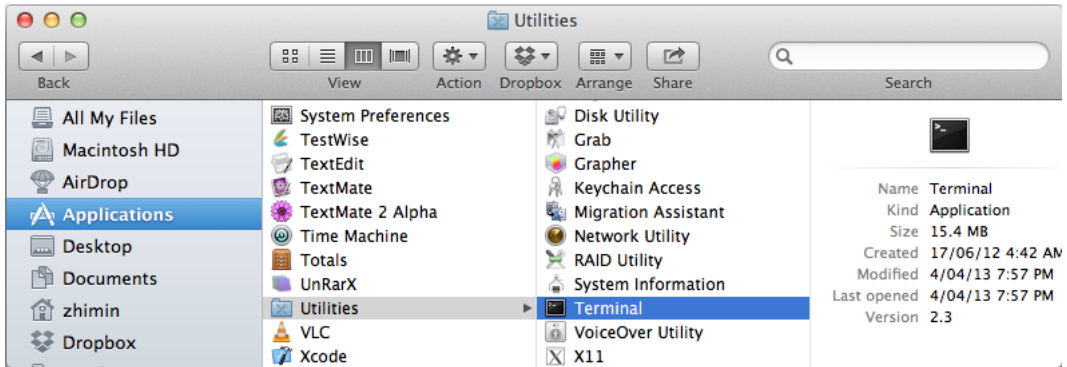 Utilities
Back
View
Action
Dropbox
Arrange
Share
Search
All My Files
Macintosh HD
AirDrop
Applications
Desktop
Documents
zhimin
Dropbox
System Preferences
TestWise
TextEdit
TextMate
TextMate 2 Alpha
Time Machine
Totals
UnRarX
Utilities
VLC
Xcode
Disk Utility
Grab
Grapher
Keychain Access
Migration Assistant
Network Utility
RAID Utility
System Information
Terminal
VoiceOver Utility
X11
Name Terminal
Kind Application
Size 15.4 MB
Created 17/06/12 4:42 AM
Modified 4/04/13 7:57 PM
Last opened 4/04/13 7:57 PM
Version 2.3